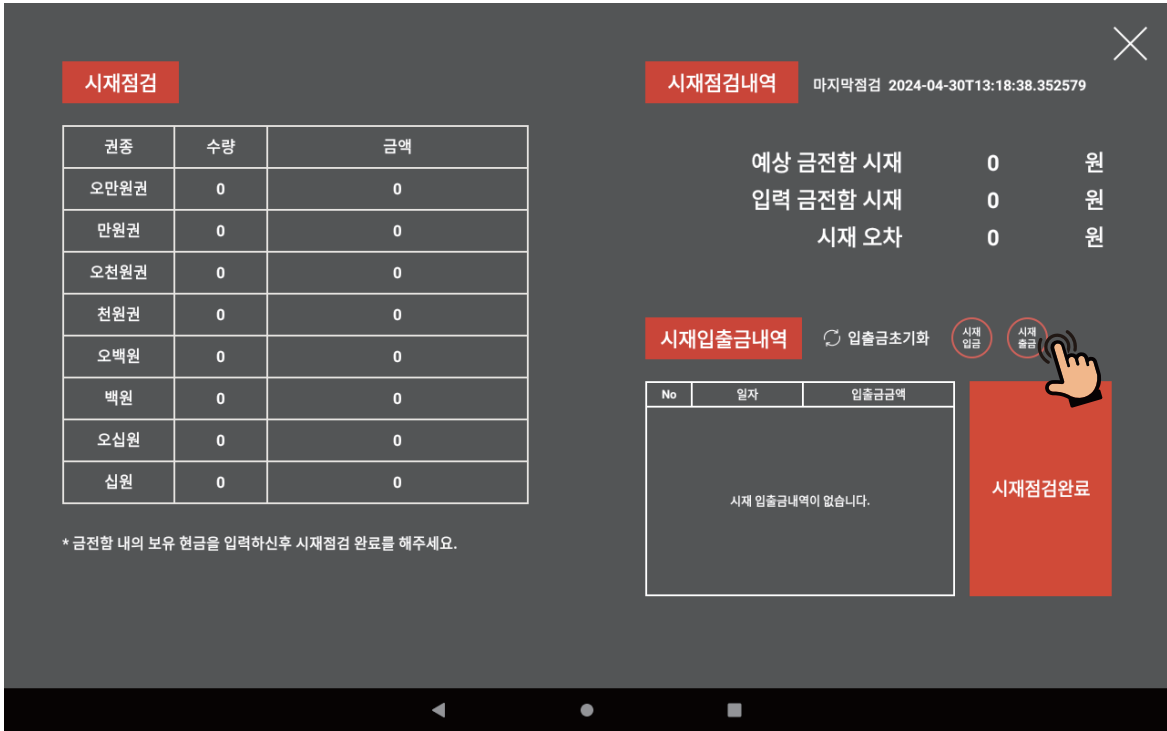 시재점검
권종 수량 금액
오만원권 0 0
만원권 0 0
오천원권 0 0
천원권 0 0
오백원 0 0
백원 0 0
오십원 0 0
십원 0 0
* 금전함 내의 보유 현금을 입력하신후 시재점검 완료를 해주세요.
시재점검내역 마지막점검 2024-04-30T13:18:38.352579
예상 금전함 시재 0 원
입력 금전함 시재 0 원
시재 오차 0 원
시재입출금내역 입출금초기화
시재
입금
시재
출금
No 일자 입출금금액
시재 입출금내역이 없습니다.
시재점검완료